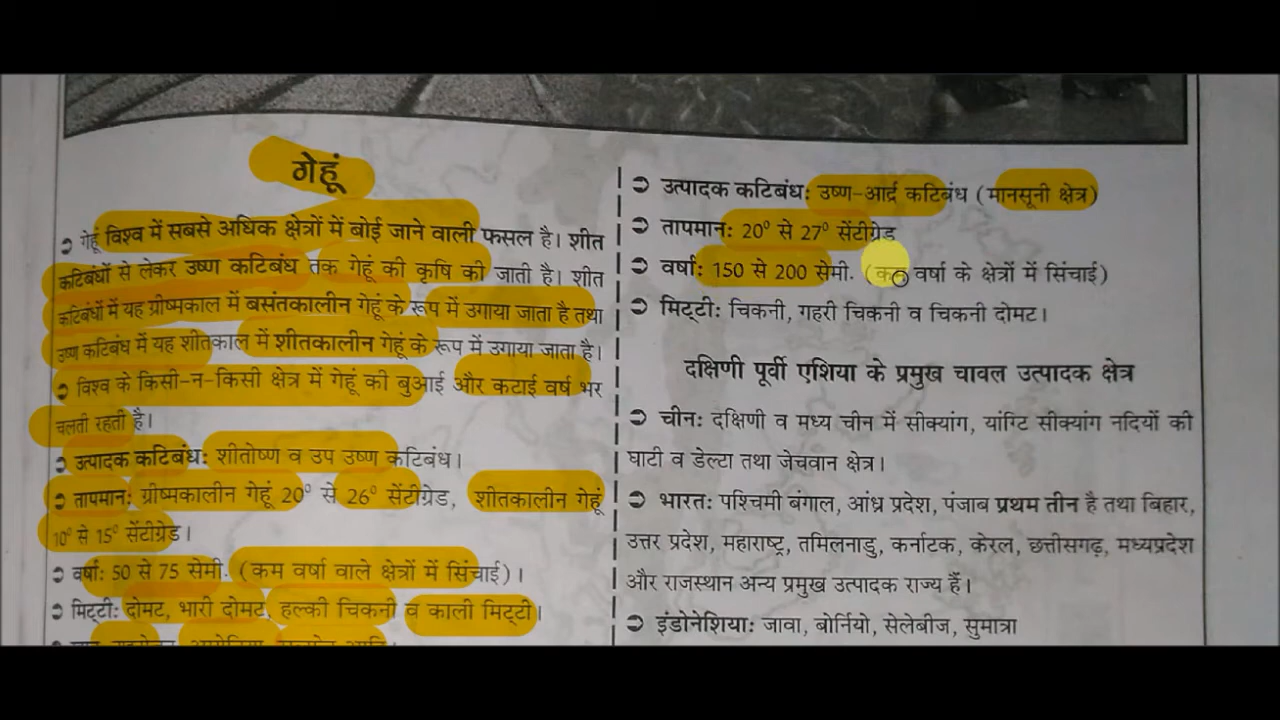 गेहूं
➲ गेहूं विश्व में सबसे अधिक क्षेत्रों में बोई जाने वाली फसल है। शीत
कटिबंधों से लेकर उष्ण कटिबंध तक गेहूं की कृषि की जाती है। शीत
कटिबंधों में यह ग्रीष्मकाल में बसंतकालीन गेहूं के रूप में उगाया जाता है तथा
उष्ण कटिबंध में यह शीतकाल में शीतकालीन गेहूं के रूप में उगाया जाता है।
➲ विश्व के किसी-न-किसी क्षेत्र में गेहूं की बुआई और कटाई वर्ष भर
चलती रहती है।
➲ उत्पादक कटिबंध: शीतोष्ण व उप उष्ण कटिबंध।
➲ तापमान: ग्रीष्मकालीन गेहूं 20° से 26° सेंटीग्रेड, शीतकालीन गेहूं
10° से 15° सेंटीग्रेड।
➲ वर्षा: 50 से 75 सेमी. (कम वर्षा वाले क्षेत्रों में सिंचाई)।
➲ मिट्टी: दोमट, भारी दोमट, हल्की चिकनी व काली मिट्टी।
➲ उत्पादक कटिबंध: उष्ण-आर्द्र कटिबंध (मानसूनी क्षेत्र)
➲ तापमान: 20° से 27° सेंटीग्रेड
➲ वर्षा: 150 से 200 सेमी. (कम वर्षा के क्षेत्रों में सिंचाई)
➲ मिट्टी: चिकनी, गहरी चिकनी व चिकनी दोमट।
दक्षिणी पूर्वी एशिया के प्रमुख चावल उत्पादक क्षेत्र
➲ चीन: दक्षिणी व मध्य चीन में सीक्यांग, यांग्टि सीक्यांग नदियों की
घाटी व डेल्टा तथा जेचवान क्षेत्र।
➲ भारत: पश्चिमी बंगाल, आंध्र प्रदेश, पंजाब प्रथम तीन है तथा बिहार,
उत्तर प्रदेश, महाराष्ट्र, तमिलनाडु, कर्नाटक, केरल, छत्तीसगढ़, मध्यप्रदेश
और राजस्थान अन्य प्रमुख उत्पादक राज्य हैं।
➲ इंडोनेशिया: जावा, बोर्नियो, सेलेबीज, सुमात्रा